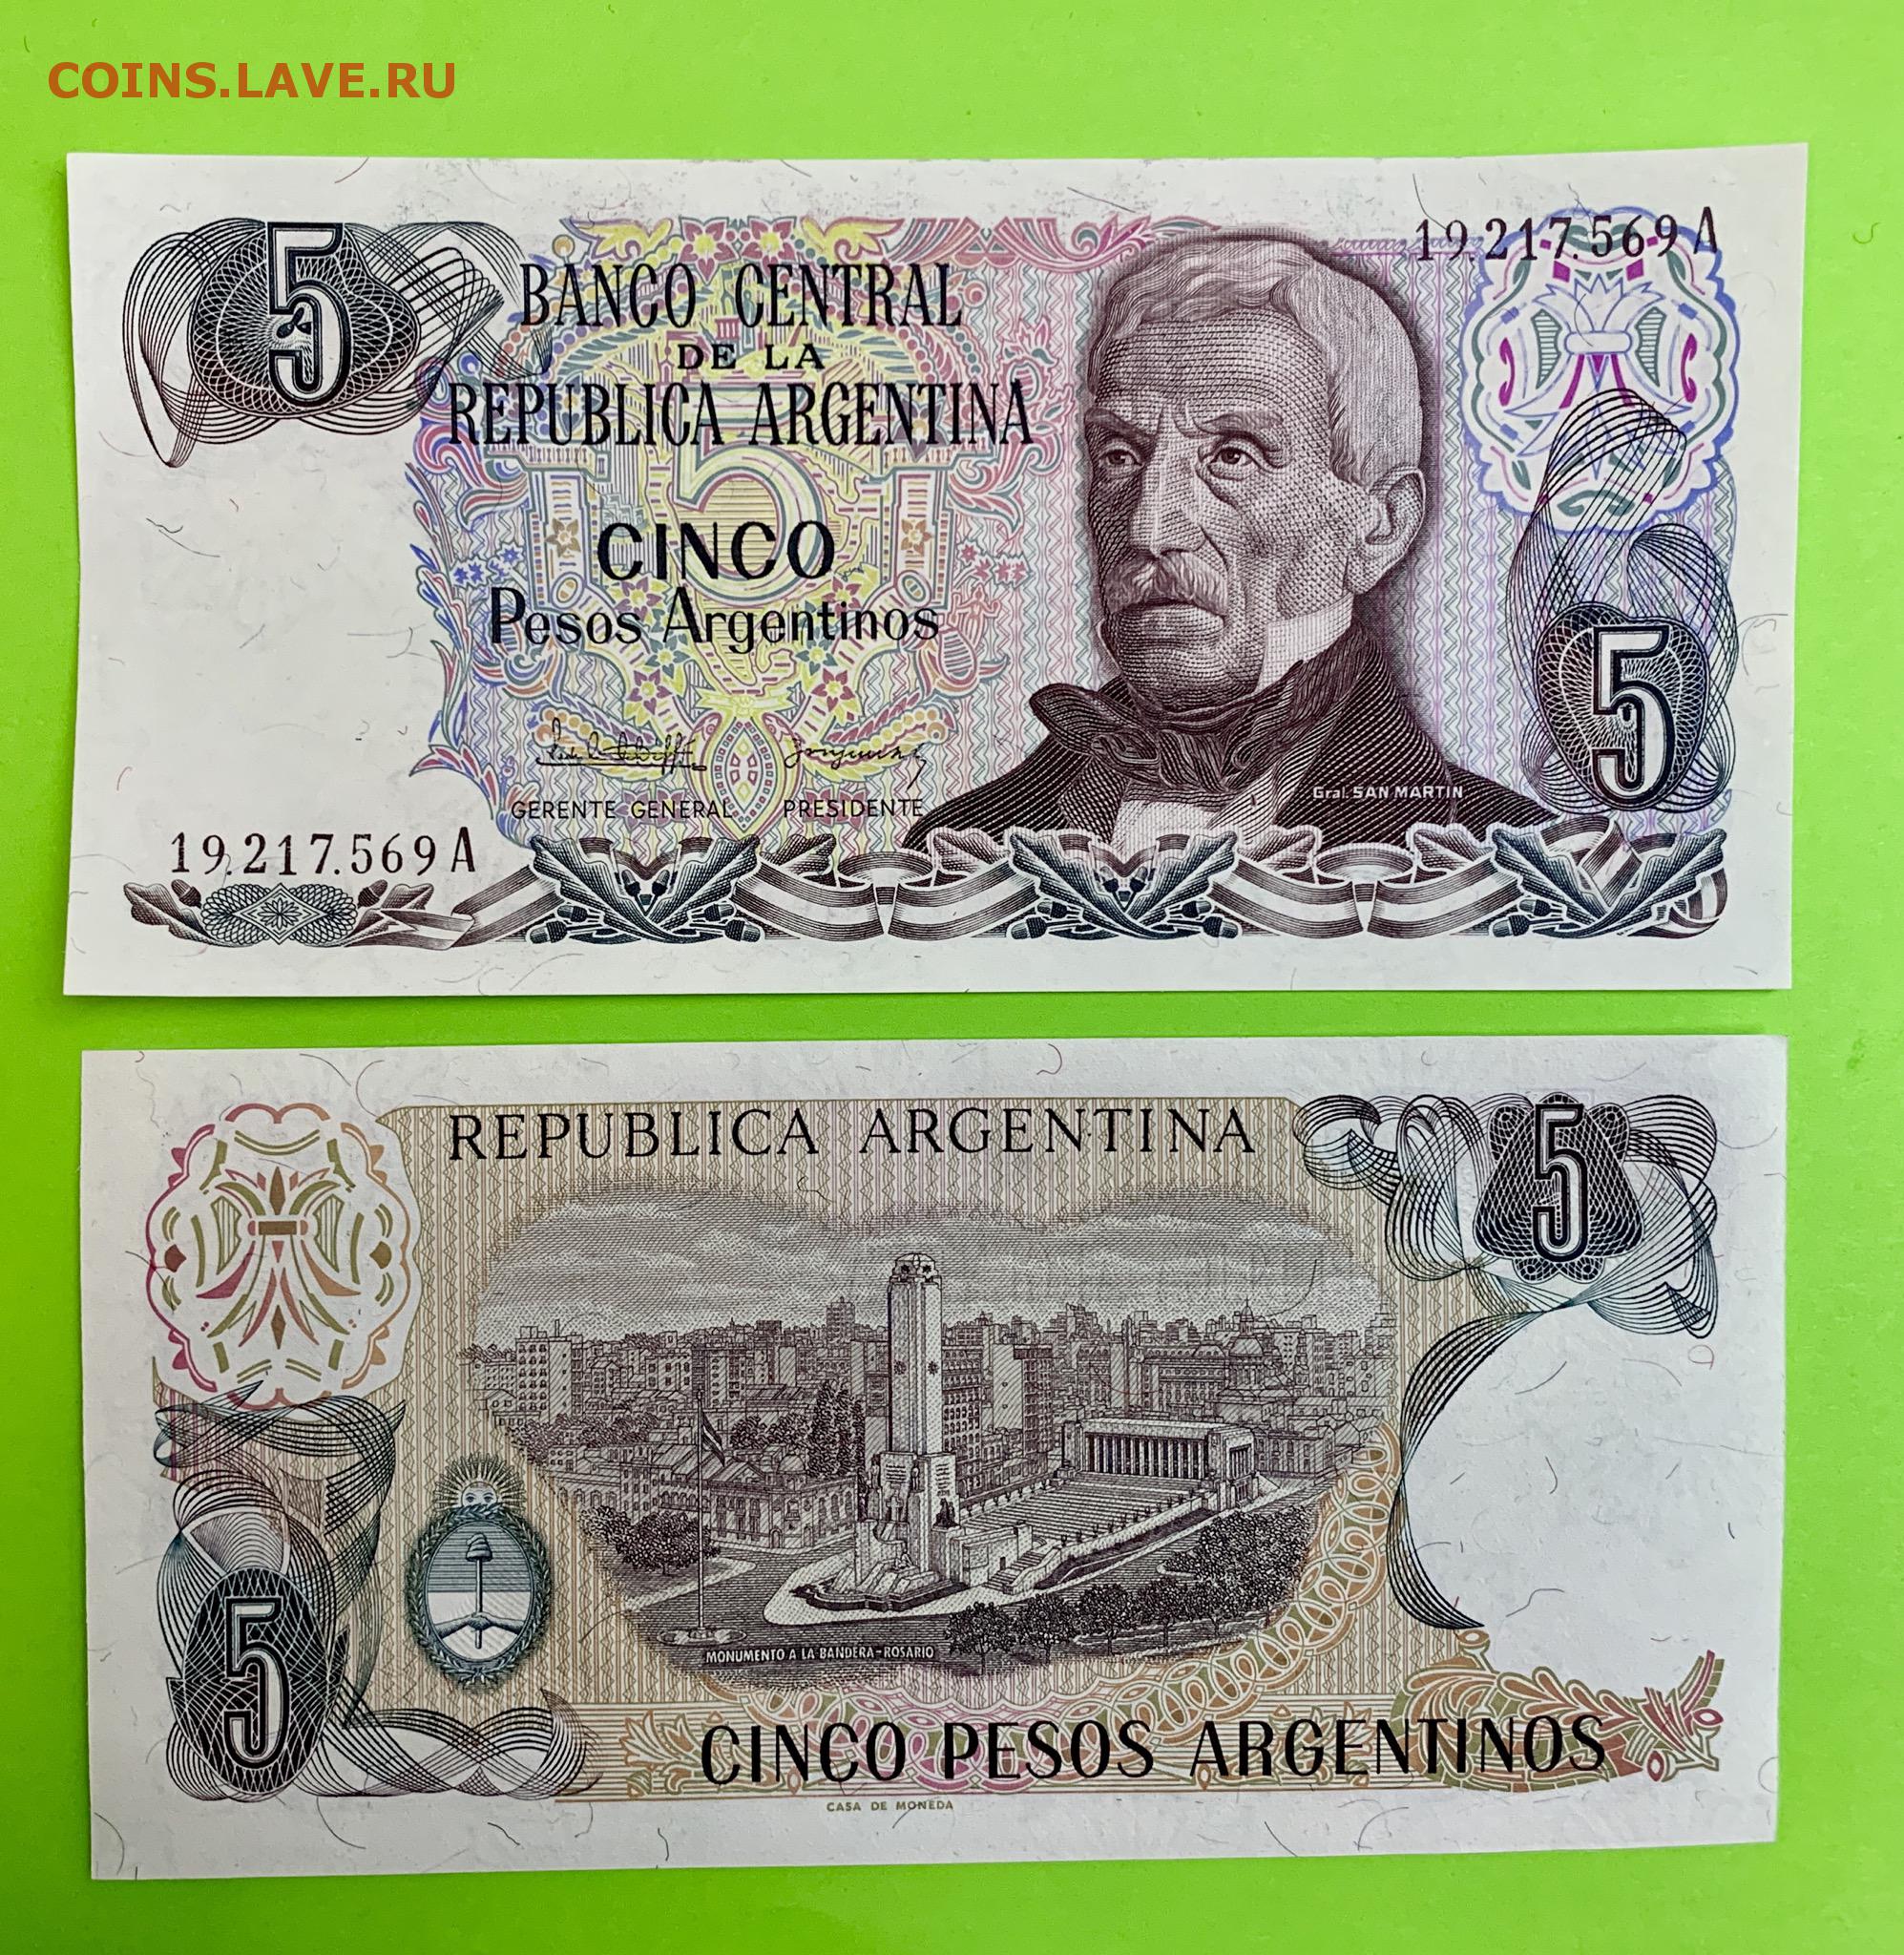 COINS.LAVE.RU
5
19.217.569 A
BANCO CENTRAL
DE LA
REPUBLICA ARGENTINA
5
CINCO
Pesos Argentinos
5
GERENTE GENERAL PRESIDENTE
Gral. SAN MARTIN
19.217.569 A
REPUBLICA ARGENTINA
5
5
MONUMENTO A LA BANDERA-ROSARIO
CINCO PESOS ARGENTINOS
CASA DE MONEDA